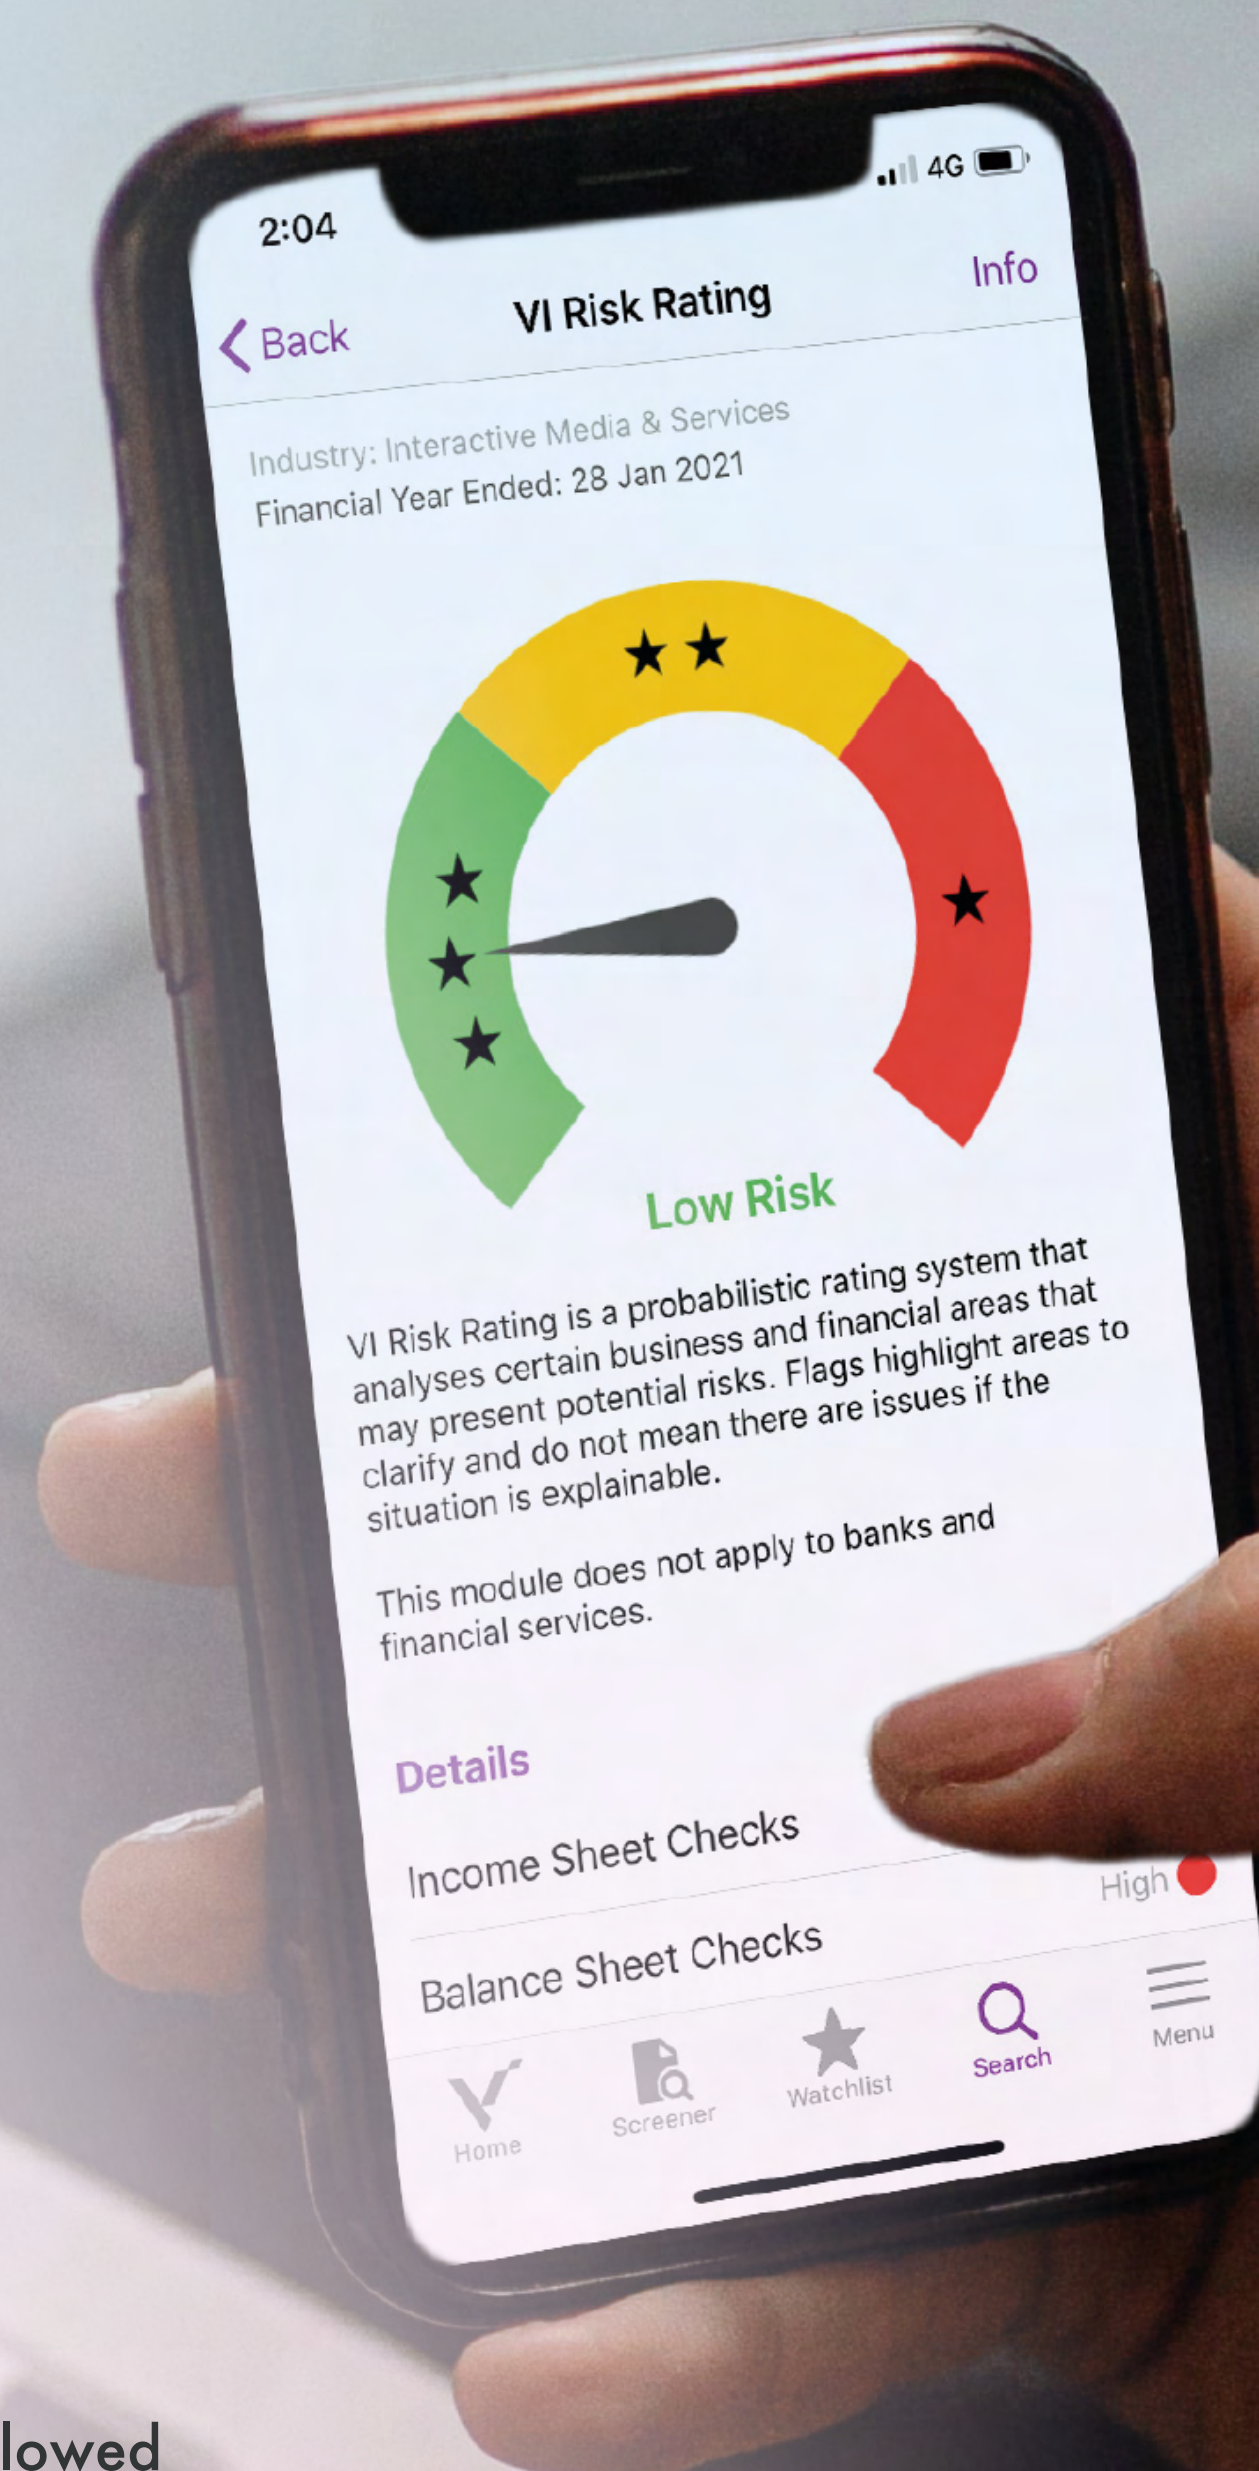 2:04
4G
Back
VI Risk Rating
Info
Industry: Interactive Media & Services
Financial Year Ended: 28 Jan 2021
Low Risk
VI Risk Rating is a probabilistic rating system that
analyses certain business and financial areas that
may present potential risks. Flags highlight areas to
clarify and do not mean there are issues if the
situation is explainable.
This module does not apply to banks and
financial services.
Details
Income Sheet Checks
High
Balance Sheet Checks
Home
Screener
Watchlist
Search
Menu
lowed